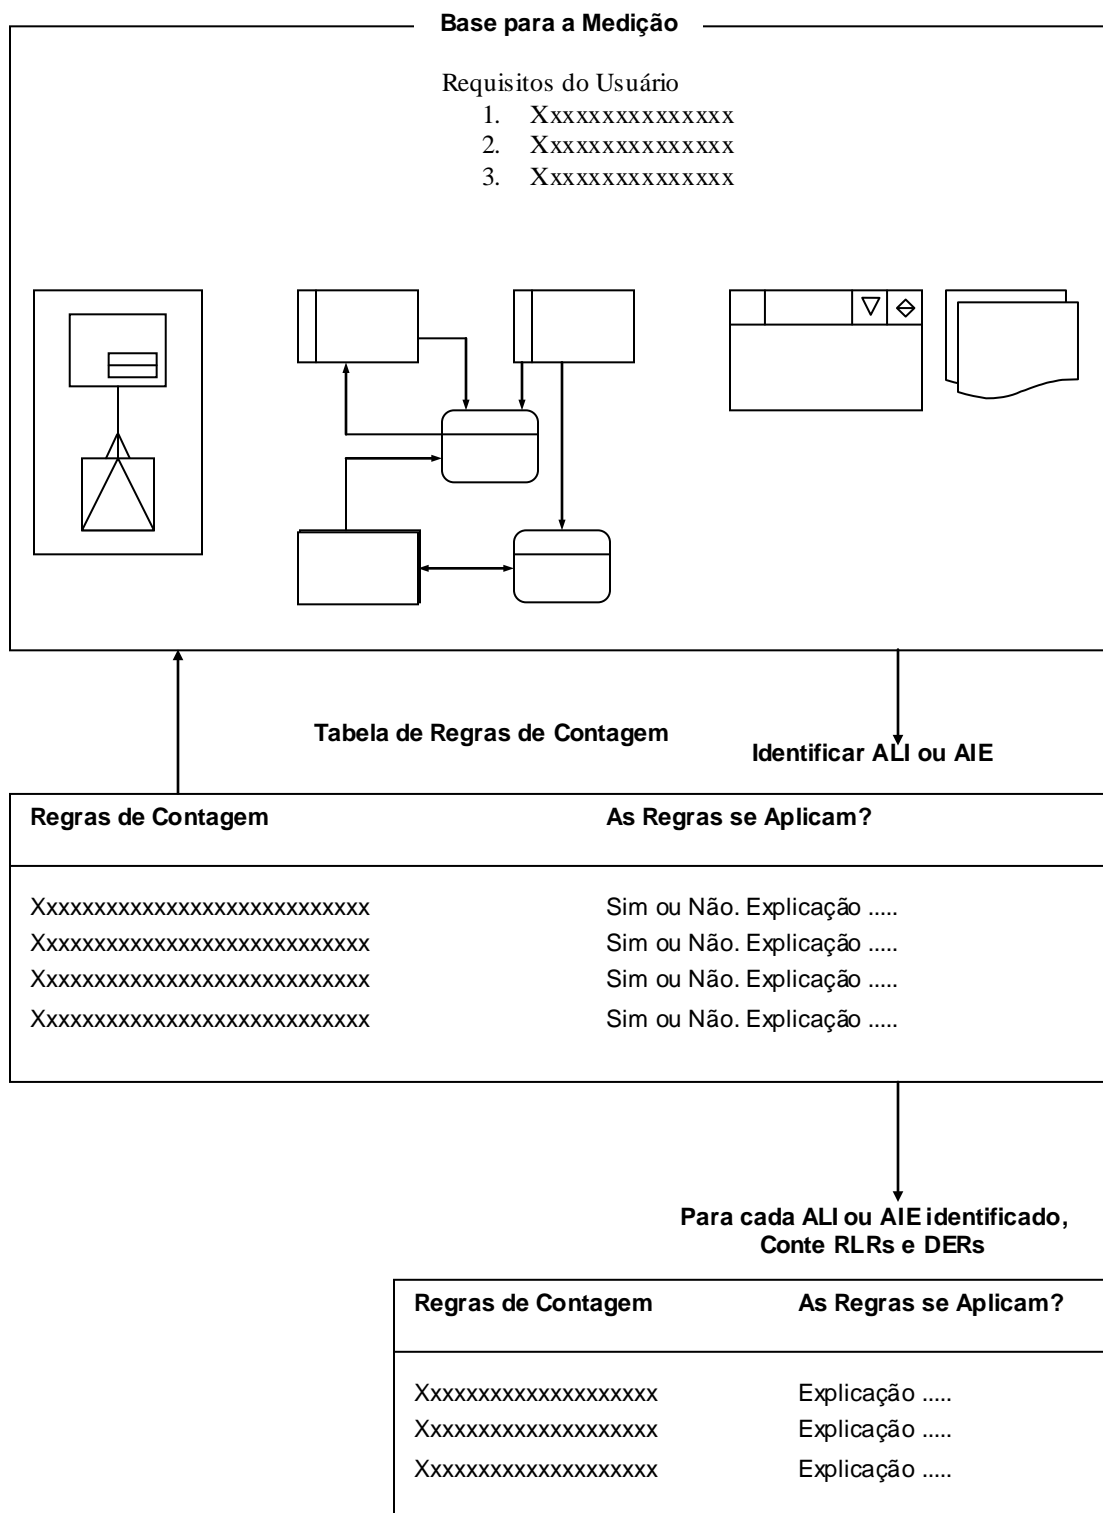 Base para a Medição
Requisitos do Usuário
1. Xxxxxxxxxxxxxxx
2. Xxxxxxxxxxxxxxx
3. Xxxxxxxxxxxxxxx
Tabela de Regras de Contagem
Identificar ALI ou AIE
Regras de Contagem As Regras se Aplicam?
Xxxxxxxxxxxxxxxxxxxxxxxxxxxx Sim ou Não. Explicação .....
Xxxxxxxxxxxxxxxxxxxxxxxxxxxx Sim ou Não. Explicação .....
Xxxxxxxxxxxxxxxxxxxxxxxxxxxx Sim ou Não. Explicação .....
Xxxxxxxxxxxxxxxxxxxxxxxxxxxx Sim ou Não. Explicação .....
Para cada ALI ou AIE identificado,
Conte RLRs e DERs
Regras de Contagem As Regras se Aplicam?
Xxxxxxxxxxxxxxxxxxxx Explicação .....
Xxxxxxxxxxxxxxxxxxxx Explicação .....
Xxxxxxxxxxxxxxxxxxxx Explicação .....